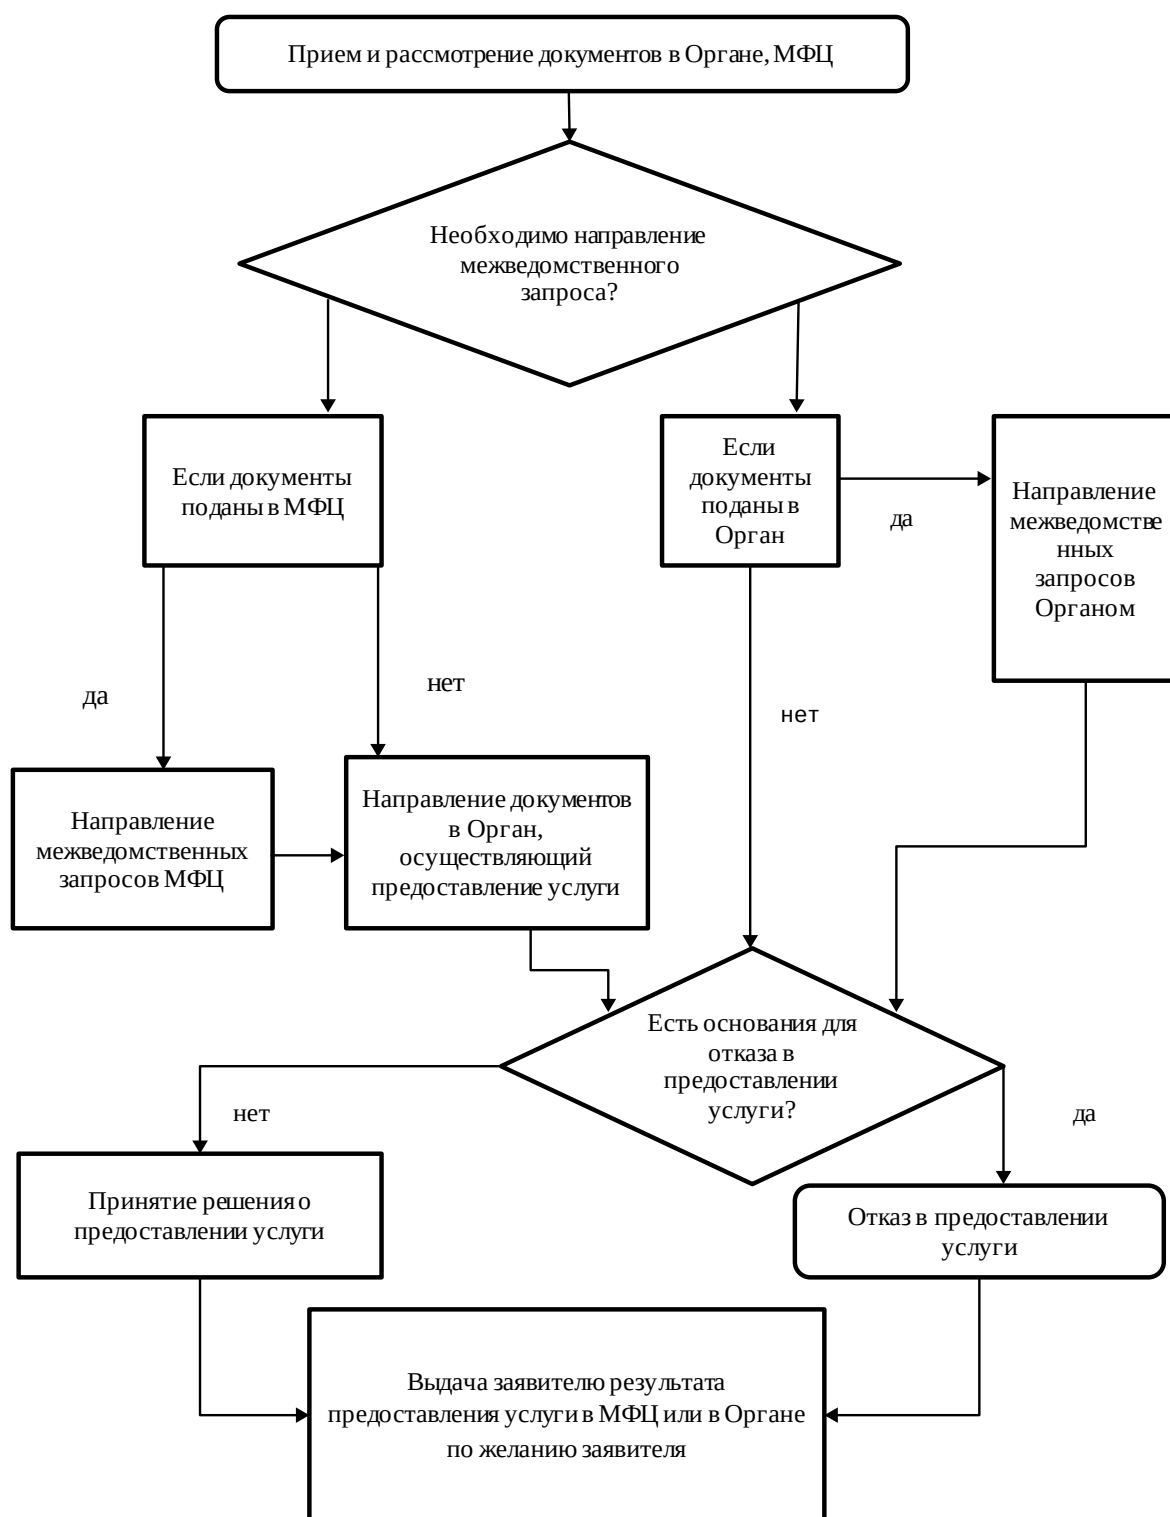 Прием и рассмотрение документов в Органе, МФЦ
Необходимо направление
межведомственного
запроса?
Если документы
поданы в МФЦ
Если
документы
поданы в
Орган
да
Направление
межведомстве
нных
запросов
Органом
да
нет
нет
Направление
межведомственных
запросов МФЦ
Направление документов
в Орган,
осуществляющий
предоставление услуги
Есть основания для
отказа в
предоставлении
услуги?
нет
да
Принятие решения о
предоставлении услуги
Отказ в предоставлении
услуги
Выдача заявителю результата
предоставления услуги в МФЦ или в Органе
по желанию заявителя